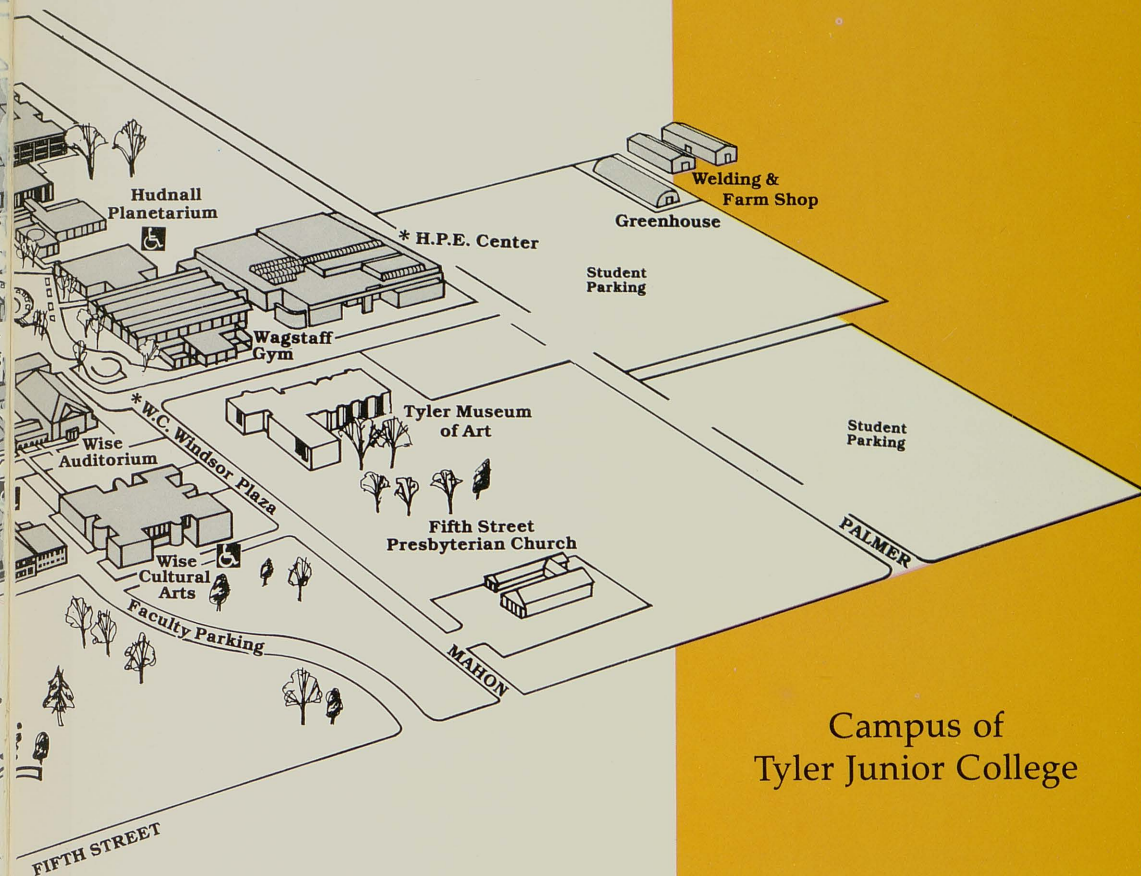 Welding &
Farm Shop
Greenhouse
Hudnall
Planetarium
* H.P.E. Center
Student
Parking
Wagstaff
Gym
* W.C. Windsor Plaza
Tyler Museum
of Art
Student
Parking
Wise
Auditorium
Fifth Street
Presbyterian Church
PALMER
Wise
Cultural
Arts
Faculty Parking
MAHON
Campus of
Tyler Junior College
FIFTH STREET